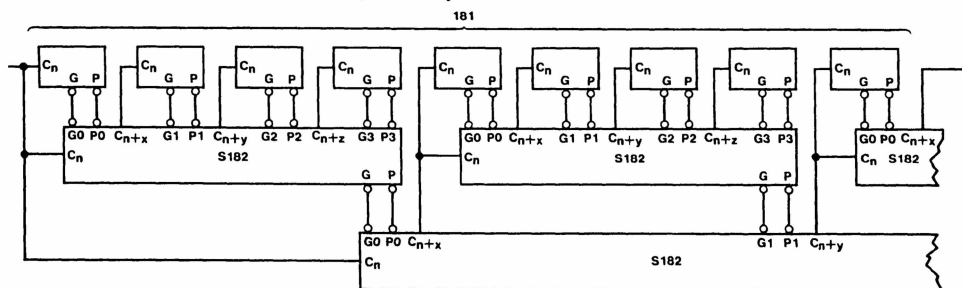 181
Cn Cn Cn Cn Cn Cn Cn Cn Cn
G P G P G P G P G P G P G P G P G P
G0 P0 Cn+x G1 P1 Cn+y G2 P2 Cn+z G3 P3 G0 P0 Cn+x G1 P1 Cn+y G2 P2 Cn+z G3 P3 G0 P0 Cn+x
Cn S182 Cn S182 Cn S182
G P G P
G0 P0 Cn+x G1 P1 Cn+y
Cn S182